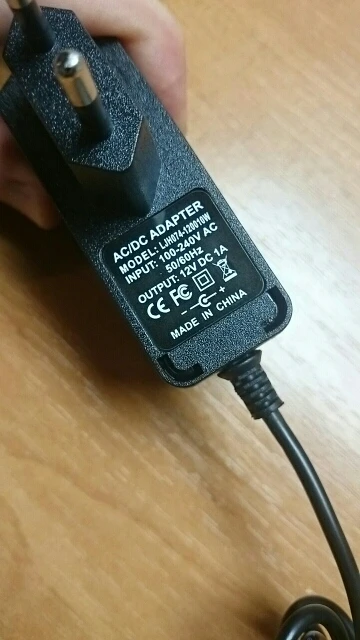 AC/DC ADAPTER
MODEL: LJH074-120010W
INPUT: 100-240V AC
50/60Hz
OUTPUT: 12V DC 1A
CE FC
- +
MADE IN CHINA